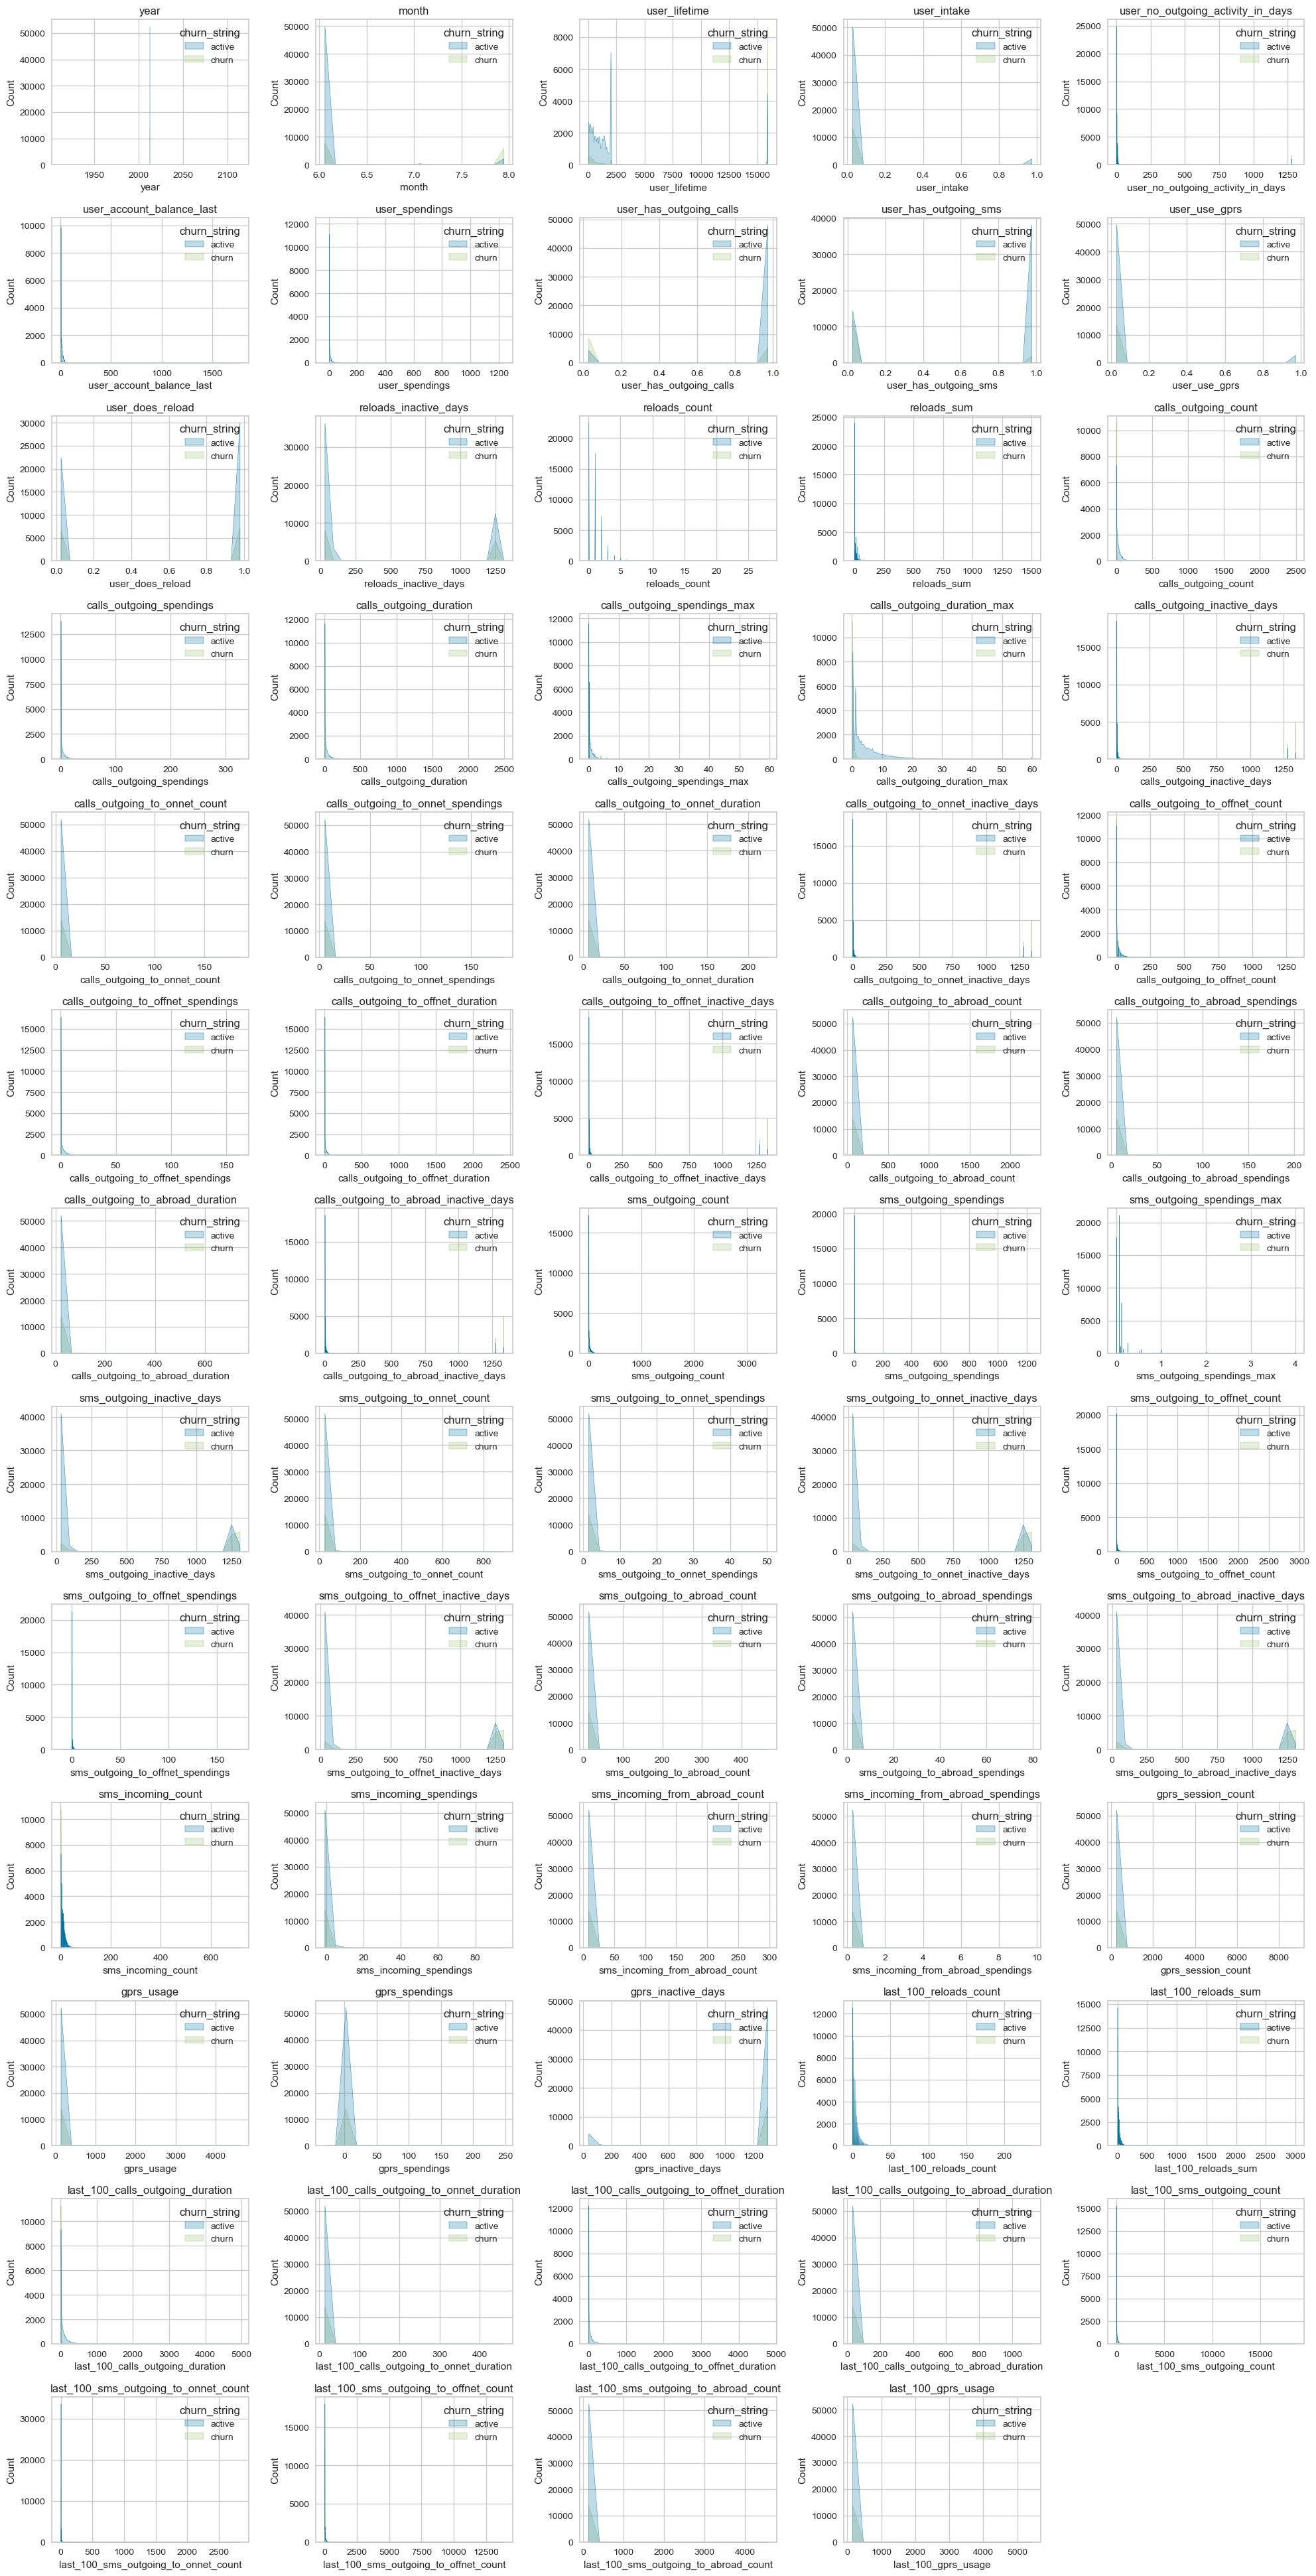 year
churn_string
active
churn
50000 40000 30000 20000 10000 0
Count
1950 2000 2050 2100
year
month
churn_string
active
churn
50000 40000 30000 20000 10000 0
Count
6.0 6.5 7.0 7.5 8.0
month
user_lifetime
churn_string
active
churn
8000 6000 4000 2000 0
Count
0 2500 5000 7500 10000 12500 15000
user_lifetime
user_intake
churn_string
active
churn
50000 40000 30000 20000 10000 0
Count
0.0 0.2 0.4 0.6 0.8 1.0
user_intake
user_no_outgoing_activity_in_days
churn_string
active
churn
25000 20000 15000 10000 5000 0
Count
0 250 500 750 1000 1250
user_no_outgoing_activity_in_days
user_account_balance_last
churn_string
active
churn
10000 8000 6000 4000 2000 0
Count
0 500 1000 1500
user_account_balance_last
user_spendings
churn_string
active
churn
12000 10000 8000 6000 4000 2000 0
Count
0 200 400 600 800 1000 1200
user_spendings
user_has_outgoing_calls
churn_string
active
churn
50000 40000 30000 20000 10000 0
Count
0.0 0.2 0.4 0.6 0.8 1.0
user_has_outgoing_calls
user_has_outgoing_sms
churn_string
active
churn
40000 30000 20000 10000 0
Count
0.0 0.2 0.4 0.6 0.8 1.0
user_has_outgoing_sms
user_use_gprs
churn_string
active
churn
50000 40000 30000 20000 10000 0
Count
0.0 0.2 0.4 0.6 0.8 1.0
user_use_gprs
user_does_reload
churn_string
active
churn
30000 25000 20000 15000 10000 5000 0
Count
0.0 0.2 0.4 0.6 0.8 1.0
user_does_reload
reloads_inactive_days
churn_string
active
churn
30000 20000 10000 0
Count
0 250 500 750 1000 1250
reloads_inactive_days
reloads_count
churn_string
active
churn
20000 15000 10000 5000 0
Count
0 5 10 15 20 25
reloads_count
reloads_sum
churn_string
active
churn
25000 20000 15000 10000 5000 0
Count
0 250 500 750 1000 1250 1500
reloads_sum
calls_outgoing_count
churn_string
active
churn
10000 8000 6000 4000 2000 0
Count
0 500 1000 1500 2000 2500
calls_outgoing_count
calls_outgoing_spendings
churn_string
active
churn
12500 10000 7500 5000 2500 0
Count
0 100 200 300
calls_outgoing_spendings
calls_outgoing_duration
churn_string
active
churn
12000 10000 8000 6000 4000 2000 0
Count
0 500 1000 1500 2000 2500
calls_outgoing_duration
calls_outgoing_spendings_max
churn_string
active
churn
12000 10000 8000 6000 4000 2000 0
Count
0 10 20 30 40 50 60
calls_outgoing_spendings_max
calls_outgoing_duration_max
churn_string
active
churn
10000 8000 6000 4000 2000 0
Count
0 10 20 30 40 50 60
calls_outgoing_duration_max
calls_outgoing_inactive_days
churn_string
active
churn
15000 10000 5000 0
Count
0 250 500 750 1000 1250
calls_outgoing_inactive_days
calls_outgoing_to_onnet_count
churn_string
active
churn
50000 40000 30000 20000 10000 0
Count
0 50 100 150
calls_outgoing_to_onnet_count
calls_outgoing_to_onnet_spendings
churn_string
active
churn
50000 40000 30000 20000 10000 0
Count
0 50 100 150
calls_outgoing_to_onnet_spendings
calls_outgoing_to_onnet_duration
churn_string
active
churn
50000 40000 30000 20000 10000 0
Count
0 50 100 150 200
calls_outgoing_to_onnet_duration
calls_outgoing_to_onnet_inactive_days
churn_string
active
churn
15000 10000 5000 0
Count
0 250 500 750 1000 1250
calls_outgoing_to_onnet_inactive_days
calls_outgoing_to_offnet_count
churn_string
active
churn
12000 10000 8000 6000 4000 2000 0
Count
0 250 500 750 1000 1250
calls_outgoing_to_offnet_count
calls_outgoing_to_offnet_spendings
churn_string
active
churn
15000 12500 10000 7500 5000 2500 0
Count
0 50 100 150
calls_outgoing_to_offnet_spendings
calls_outgoing_to_offnet_duration
churn_string
active
churn
15000 12500 10000 7500 5000 2500 0
Count
0 500 1000 1500 2000 2500
calls_outgoing_to_offnet_duration
calls_outgoing_to_offnet_inactive_days
churn_string
active
churn
15000 10000 5000 0
Count
0 250 500 750 1000 1250
calls_outgoing_to_offnet_inactive_days
calls_outgoing_to_abroad_count
churn_string
active
churn
50000 40000 30000 20000 10000 0
Count
0 500 1000 1500 2000
calls_outgoing_to_abroad_count
calls_outgoing_to_abroad_spendings
churn_string
active
churn
50000 40000 30000 20000 10000 0
Count
0 50 100 150 200
calls_outgoing_to_abroad_spendings
calls_outgoing_to_abroad_duration
churn_string
active
churn
50000 40000 30000 20000 10000 0
Count
0 200 400 600
calls_outgoing_to_abroad_duration
calls_outgoing_to_abroad_inactive_days
churn_string
active
churn
15000 10000 5000 0
Count
0 250 500 750 1000 1250
calls_outgoing_to_abroad_inactive_days
sms_outgoing_count
churn_string
active
churn
15000 10000 5000 0
Count
0 1000 2000 3000
sms_outgoing_count
sms_outgoing_spendings
churn_string
active
churn
20000 15000 10000 5000 0
Count
0 200 400 600 800 1000 1200
sms_outgoing_spendings
sms_outgoing_spendings_max
churn_string
active
churn
20000 15000 10000 5000 0
Count
0 1 2 3 4
sms_outgoing_spendings_max
sms_outgoing_inactive_days
churn_string
active
churn
40000 30000 20000 10000 0
Count
0 250 500 750 1000 1250
sms_outgoing_inactive_days
sms_outgoing_to_onnet_count
churn_string
active
churn
50000 40000 30000 20000 10000 0
Count
0 200 400 600 800
sms_outgoing_to_onnet_count
sms_outgoing_to_onnet_spendings
churn_string
active
churn
50000 40000 30000 20000 10000 0
Count
0 10 20 30 40 50
sms_outgoing_to_onnet_spendings
sms_outgoing_to_onnet_inactive_days
churn_string
active
churn
40000 30000 20000 10000 0
Count
0 250 500 750 1000 1250
sms_outgoing_to_onnet_inactive_days
sms_outgoing_to_offnet_count
churn_string
active
churn
20000 15000 10000 5000 0
Count
0 500 1000 1500 2000 2500 3000
sms_outgoing_to_offnet_count
sms_outgoing_to_offnet_spendings
churn_string
active
churn
20000 15000 10000 5000 0
Count
0 50 100 150
sms_outgoing_to_offnet_spendings
sms_outgoing_to_offnet_inactive_days
churn_string
active
churn
40000 30000 20000 10000 0
Count
0 250 500 750 1000 1250
sms_outgoing_to_offnet_inactive_days
sms_outgoing_to_abroad_count
churn_string
active
churn
50000 40000 30000 20000 10000 0
Count
0 100 200 300 400
sms_outgoing_to_abroad_count
sms_outgoing_to_abroad_spendings
churn_string
active
churn
50000 40000 30000 20000 10000 0
Count
0 20 40 60 80
sms_outgoing_to_abroad_spendings
sms_outgoing_to_abroad_inactive_days
churn_string
active
churn
40000 30000 20000 10000 0
Count
0 250 500 750 1000 1250
sms_outgoing_to_abroad_inactive_days
sms_incoming_count
churn_string
active
churn
10000 8000 6000 4000 2000 0
Count
0 200 400 600
sms_incoming_count
sms_incoming_spendings
churn_string
active
churn
50000 40000 30000 20000 10000 0
Count
0 20 40 60 80
sms_incoming_spendings
sms_incoming_from_abroad_count
churn_string
active
churn
50000 40000 30000 20000 10000 0
Count
0 50 100 150 200 250 300
sms_incoming_from_abroad_count
sms_incoming_from_abroad_spendings
churn_string
active
churn
50000 40000 30000 20000 10000 0
Count
0 2 4 6 8 10
sms_incoming_from_abroad_spendings
gprs_session_count
churn_string
active
churn
50000 40000 30000 20000 10000 0
Count
0 2000 4000 6000 8000
gprs_session_count
gprs_usage
churn_string
active
churn
50000 40000 30000 20000 10000 0
Count
0 1000 2000 3000 4000
gprs_usage
gprs_spendings
churn_string
active
churn
50000 40000 30000 20000 10000 0
Count
0 50 100 150 200 250
gprs_spendings
gprs_inactive_days
churn_string
active
churn
50000 40000 30000 20000 10000 0
Count
0 200 400 600 800 1000 1200
gprs_inactive_days
last_100_reloads_count
churn_string
active
churn
12000 10000 8000 6000 4000 2000 0
Count
0 50 100 150 200
last_100_reloads_count
last_100_reloads_sum
churn_string
active
churn
15000 12500 10000 7500 5000 2500 0
Count
0 500 1000 1500 2000 2500 3000
last_100_reloads_sum
last_100_calls_outgoing_duration
churn_string
active
churn
10000 8000 6000 4000 2000 0
Count
0 1000 2000 3000 4000 5000
last_100_calls_outgoing_duration
last_100_calls_outgoing_to_onnet_duration
churn_string
active
churn
50000 40000 30000 20000 10000 0
Count
0 100 200 300 400
last_100_calls_outgoing_to_onnet_duration
last_100_calls_outgoing_to_offnet_duration
churn_string
active
churn
12000 10000 8000 6000 4000 2000 0
Count
0 1000 2000 3000 4000 5000
last_100_calls_outgoing_to_offnet_duration
last_100_calls_outgoing_to_abroad_duration
churn_string
active
churn
50000 40000 30000 20000 10000 0
Count
0 200 400 600 800 1000
last_100_calls_outgoing_to_abroad_duration
last_100_sms_outgoing_count
churn_string
active
churn
15000 12500 10000 7500 5000 2500 0
Count
0 5000 10000 15000
last_100_sms_outgoing_count
last_100_sms_outgoing_to_onnet_count
churn_string
active
churn
30000 20000 10000 0
Count
0 500 1000 1500 2000 2500
last_100_sms_outgoing_to_onnet_count
last_100_sms_outgoing_to_offnet_count
churn_string
active
churn
15000 10000 5000 0
Count
0 2500 5000 7500 10000 12500
last_100_sms_outgoing_to_offnet_count
last_100_sms_outgoing_to_abroad_count
churn_string
active
churn
50000 40000 30000 20000 10000 0
Count
0 1000 2000 3000 4000
last_100_sms_outgoing_to_abroad_count
last_100_gprs_usage
churn_string
active
churn
50000 40000 30000 20000 10000 0
Count
0 1000 2000 3000 4000 5000
last_100_gprs_usage